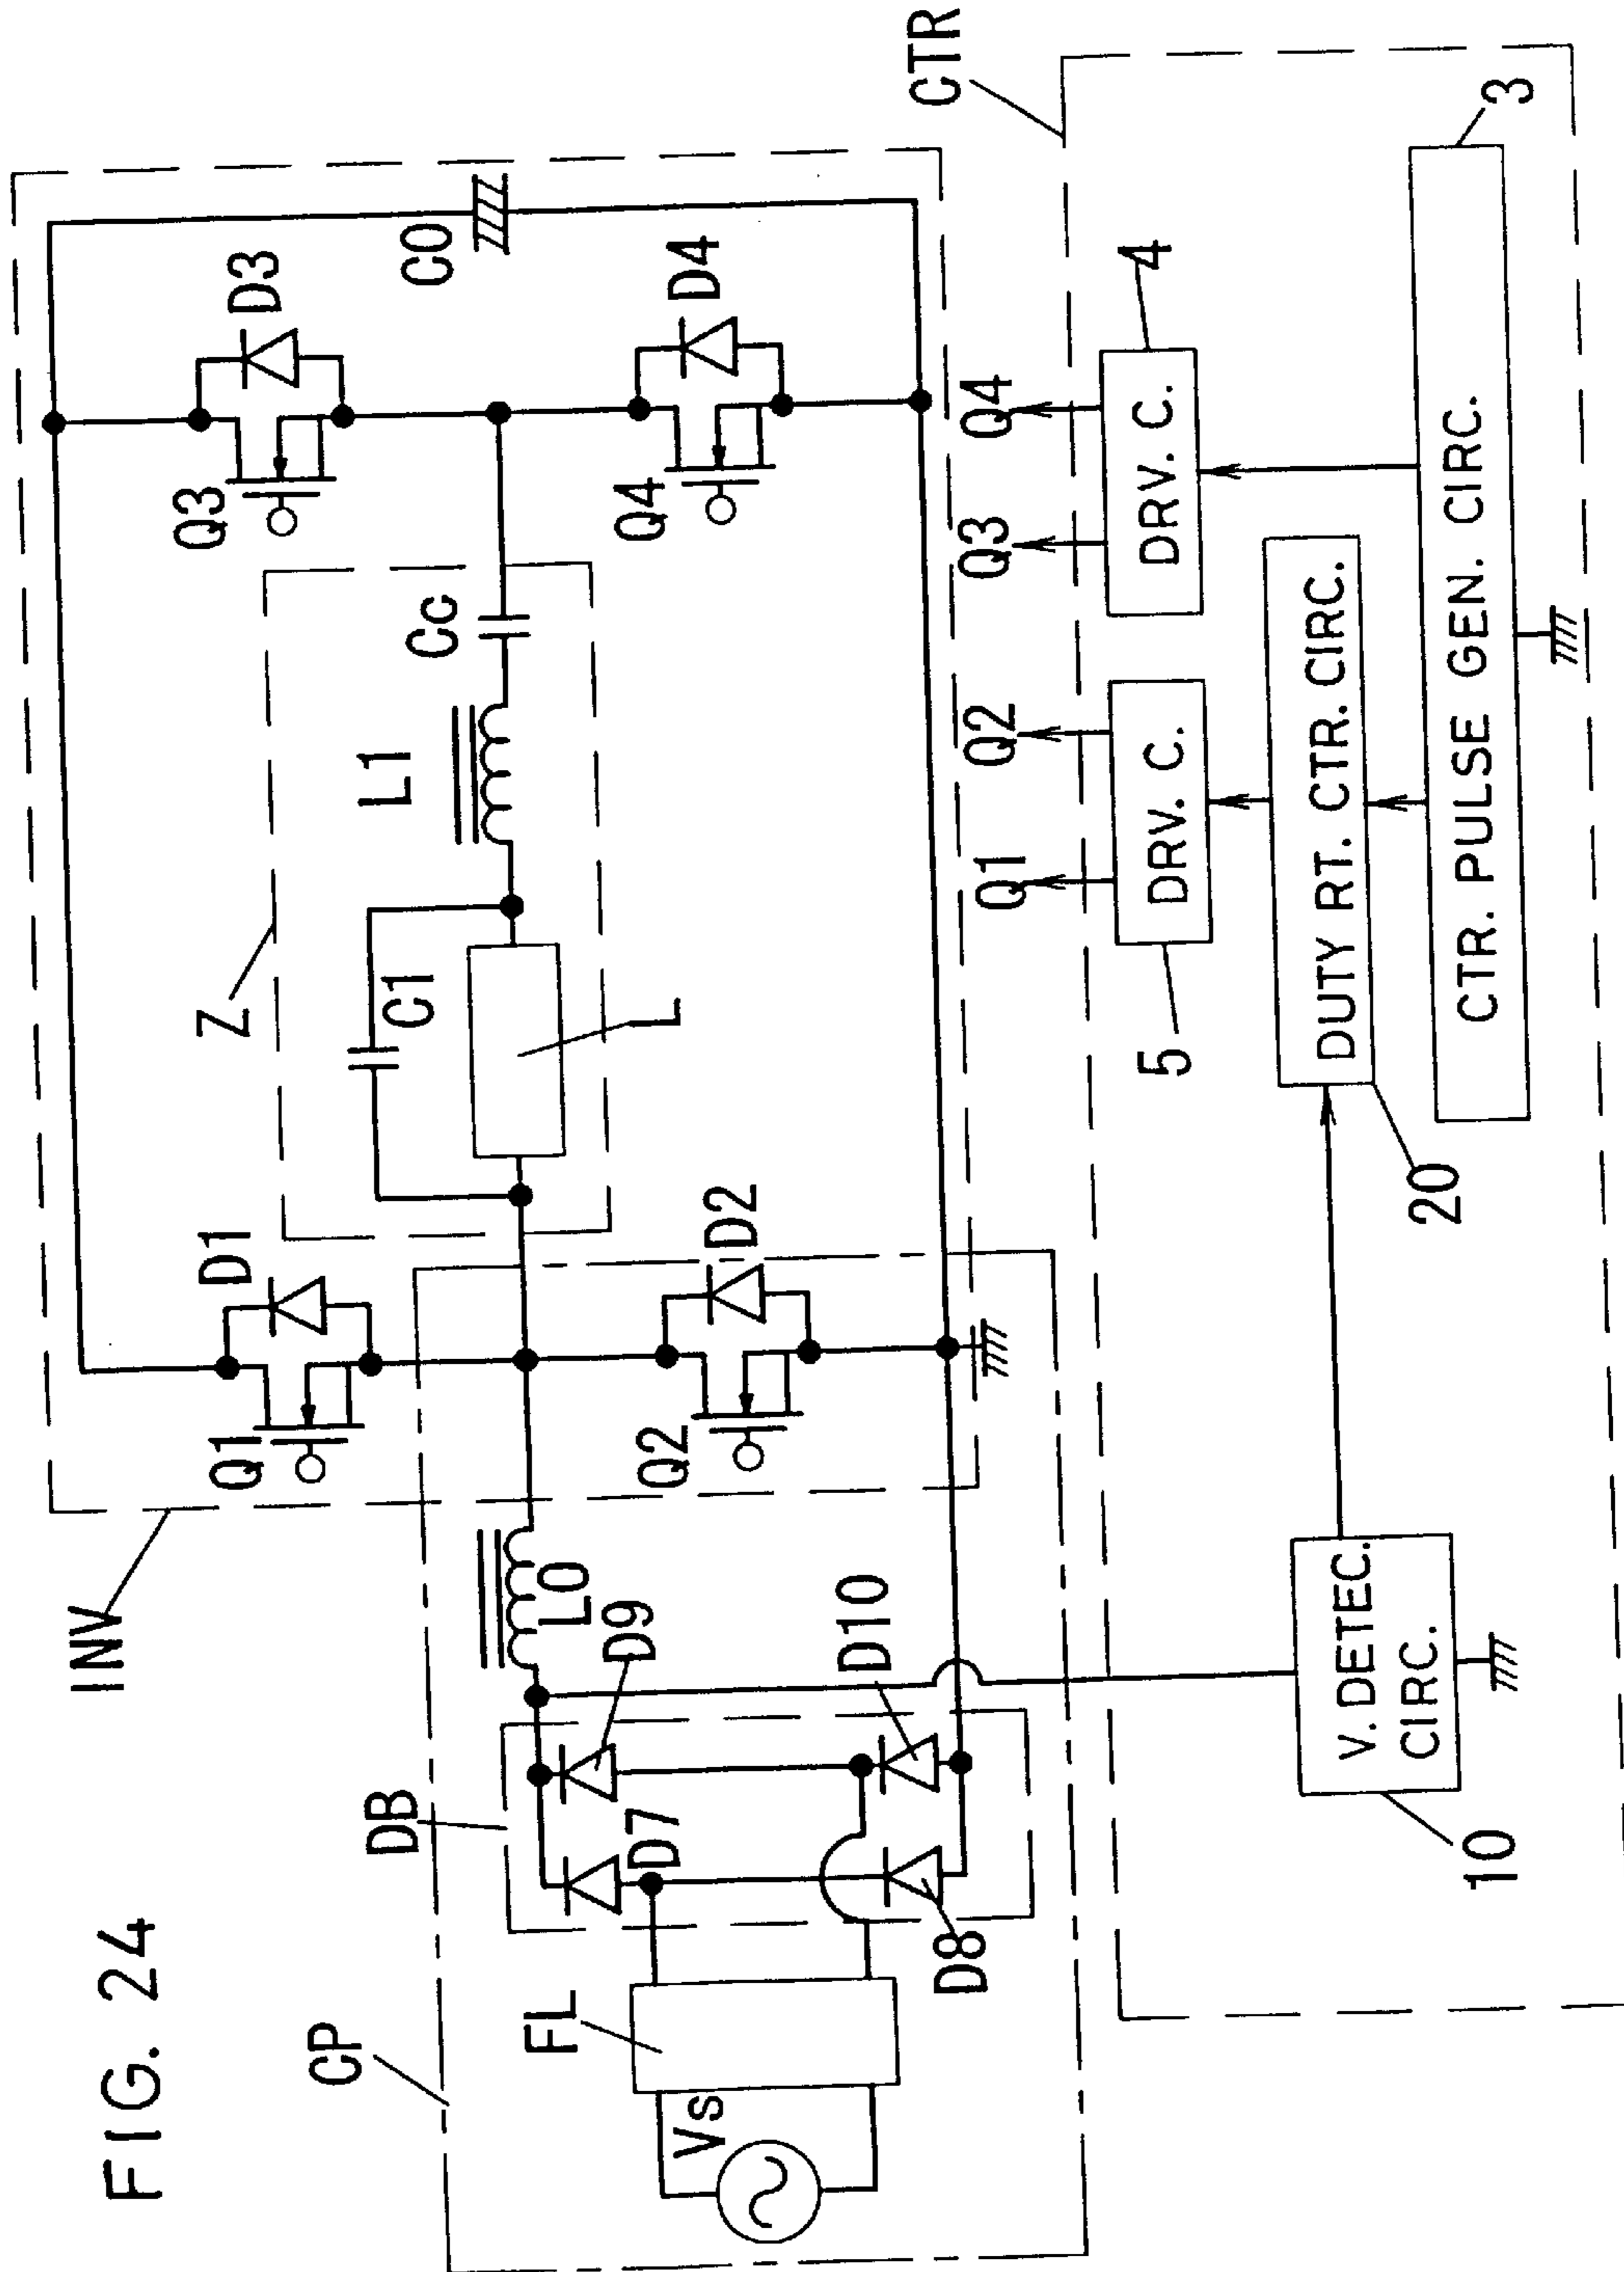 FIG. 24
INV
CP
DB
FL
Vs
D7
D8
D9
D10
L0
Q1
D1
Q2
D2
Z
C1
L
L1
Cc
Q3
D3
Q4
D4
C0
CTR
Q1
Q2
Q3
Q4
5
DRV. C.
4
DRV. C.
20
DUTY RT. CTR. CIRC.
3
CTR. PULSE GEN. CIRC.
10
V. DETEC.
CIRC.